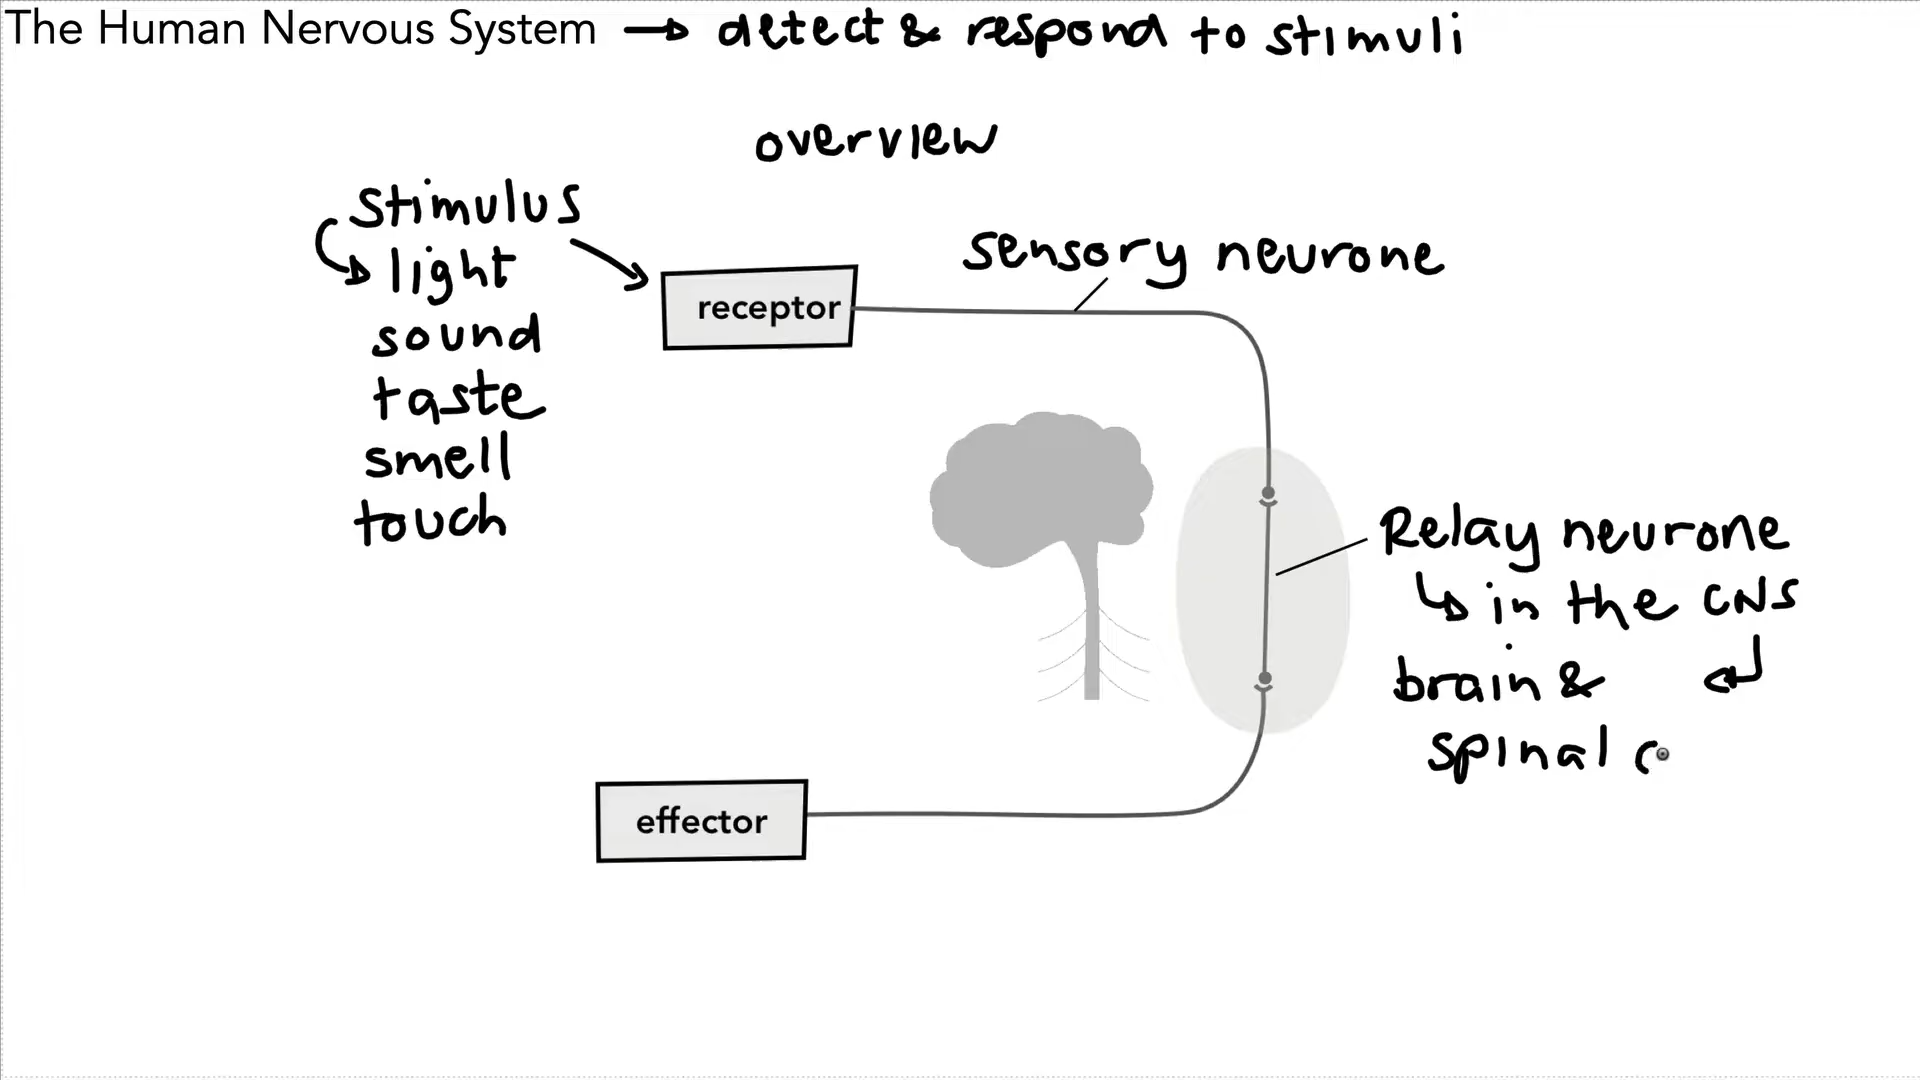 The Human Nervous System → detect & respond to stimuli
overview
stimulus
light
sound
taste
smell
touch
receptor
sensory neurone
Relay neurone
in the CNS
brain &
spinal c
effector